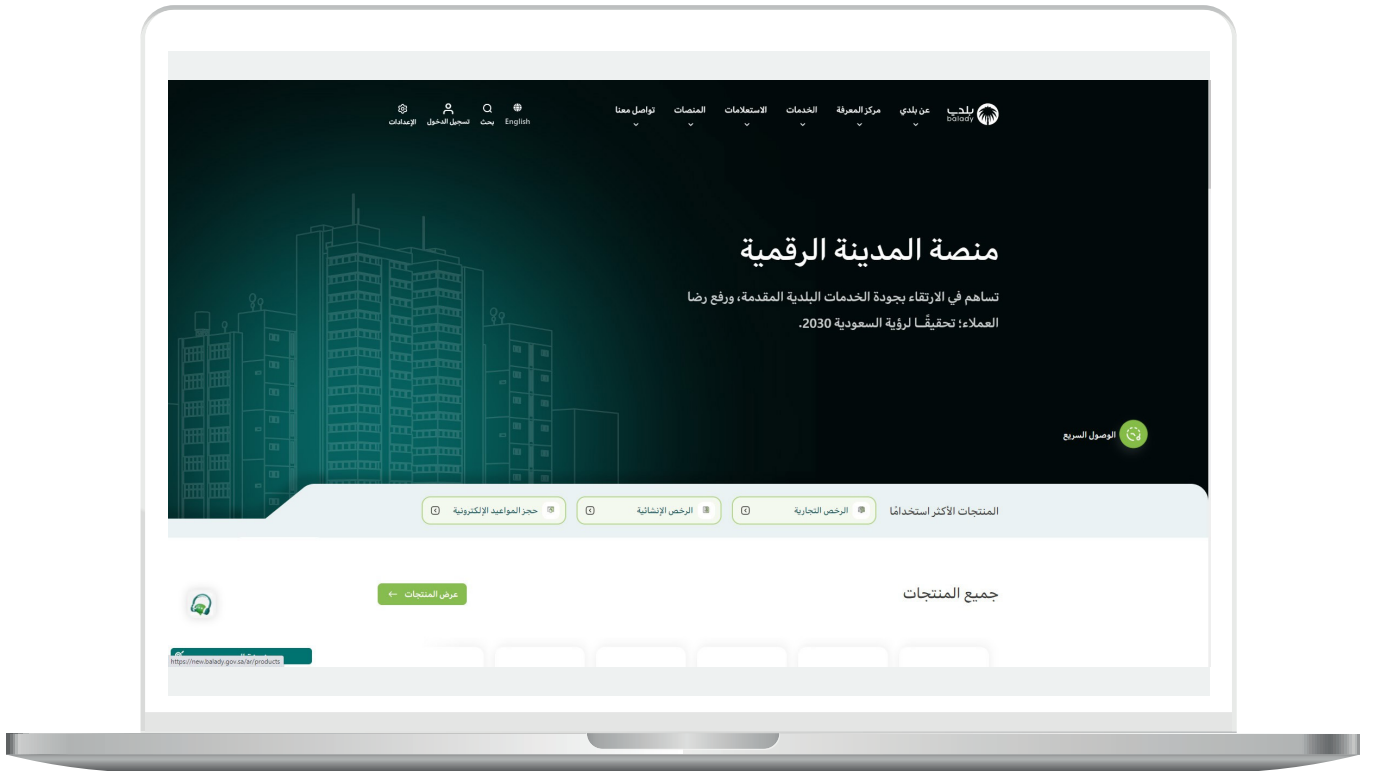 بلدي
balady
عن بلدي
مركز المعرفة
الخدمات
الاستعلامات
المنصات
تواصل معنا
English
بحث
تسجيل الدخول
الإعدادات
منصة المدينة الرقمية
تساهم في الارتقاء بجودة الخدمات البلدية المقدمة، ورفع رضا
العملاء؛ تحقيقًــا لرؤية السعودية 2030.
الوصول السريع
المنتجات الأكثر استخدامًا
الرخص التجارية
الرخص الإنشائية
حجز المواعيد الإلكترونية
جميع المنتجات
عرض المنتجات ←
https://new.balady.gov.sa/ar/products